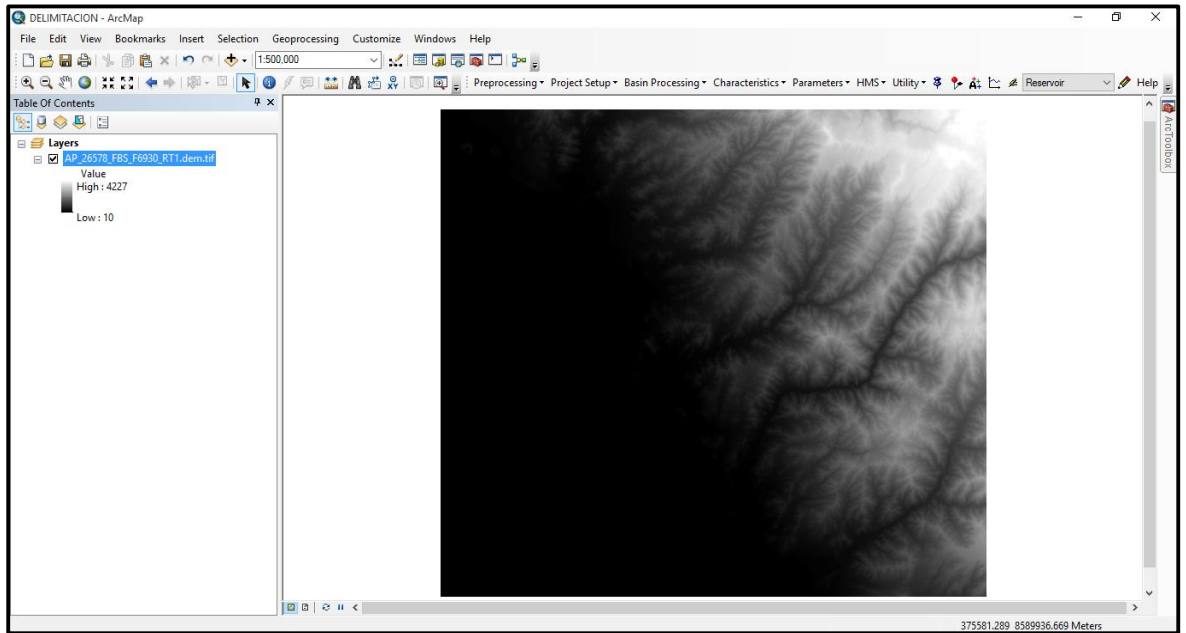 DELIMITACION - ArcMap
File Edit View Bookmarks Insert Selection Geoprocessing Customize Windows Help
1:500,000
Preprocessing Project Setup Basin Processing Characteristics Parameters HMS Utility Reservoir Help
Table Of Contents
ArcToolbox
Layers
AP_26578_FBS_F6930_RT1.dem.tif
Value
High : 4227
Low : 10
375581.289 8589936.669 Meters